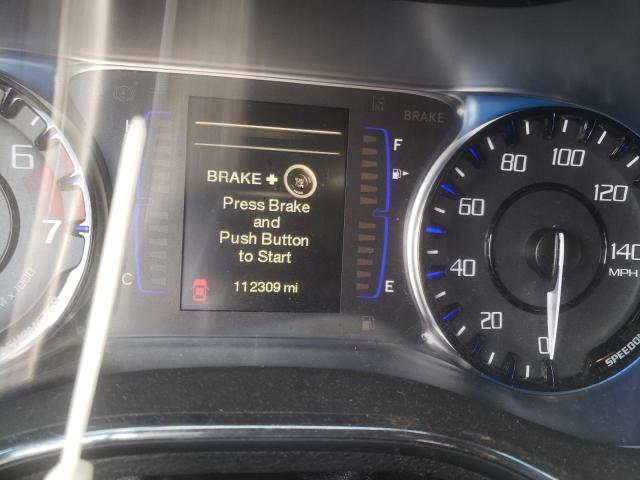 BRAKE
H
F
BRAKE +
Press Brake
and
Push Button
to Start
C
E
112309 mi
6
7
0
20
40
60
80
100
120
140
MPH